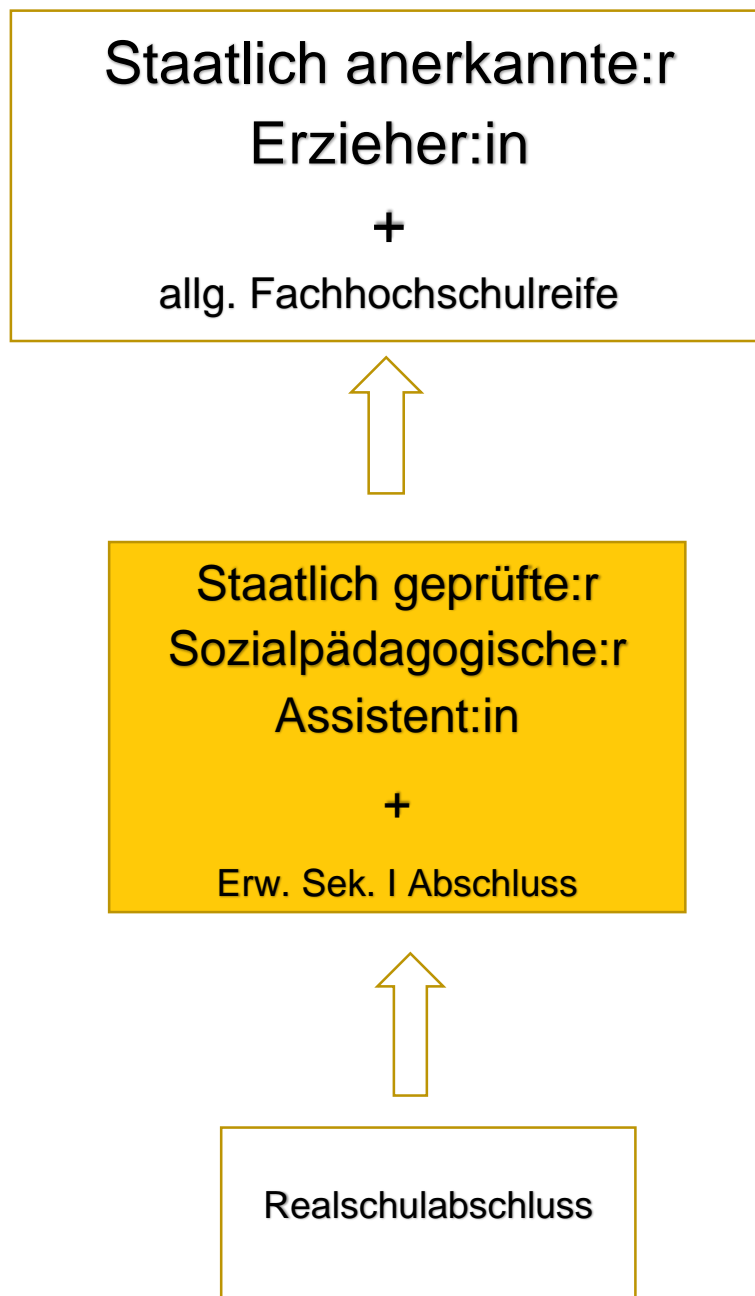 Staatlich anerkannte:r
Erzieher:in
+
allg. Fachhochschulreife
Staatlich geprüfte:r
Sozialpädagogische:r
Assistent:in
+
Erw. Sek. I Abschluss
Realschulabschluss